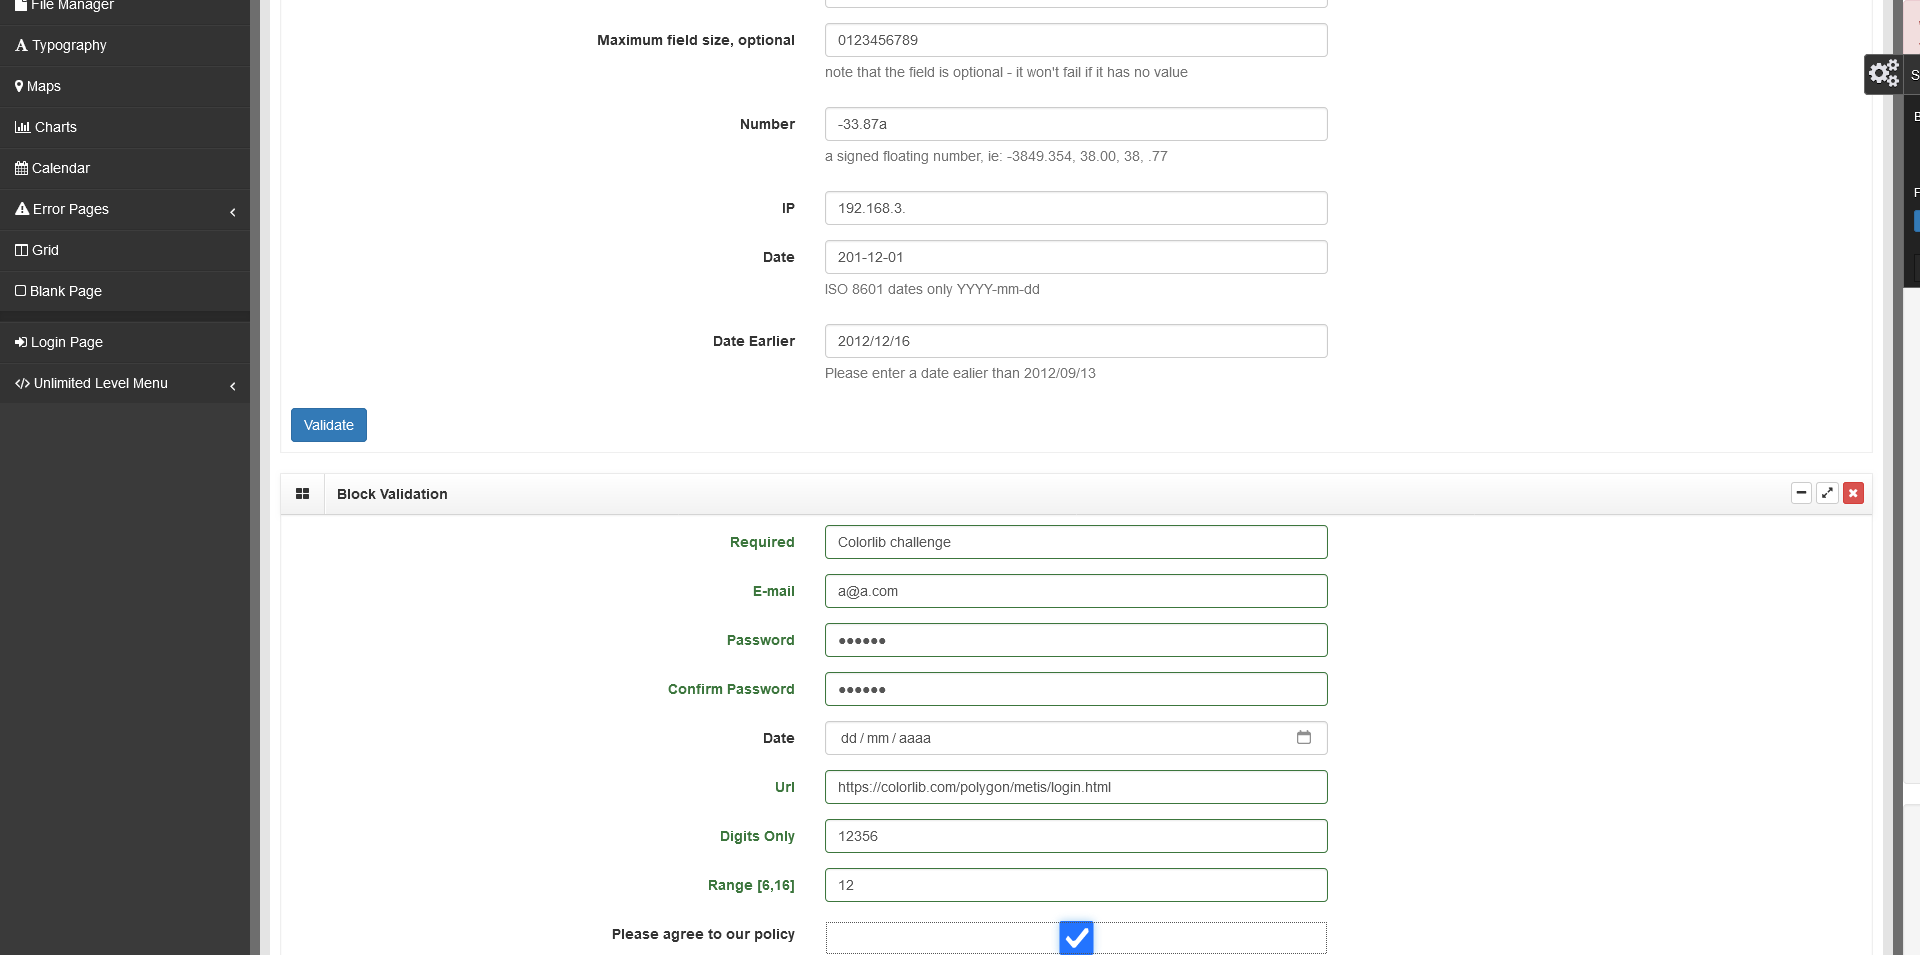 File Manager
Typography
Maps
Charts
Calendar
Error Pages
Grid
Blank Page
Login Page
Unlimited Level Menu
Maximum field size, optional
0123456789
note that the field is optional - it won't fail if it has no value
Number
-33.87a
a signed floating number, ie: -3849.354, 38.00, 38, .77
IP
192.168.3.
Date
201-12-01
ISO 8601 dates only YYYY-mm-dd
Date Earlier
2012/12/16
Please enter a date ealier than 2012/09/13
Validate
Block Validation
Required
Colorlib challenge
E-mail
a@a.com
Password
••••••
Confirm Password
••••••
Date
dd/mm/aaaa
Url
https://colorlib.com/polygon/metis/login.html
Digits Only
12356
Range [6,16]
12
Please agree to our policy